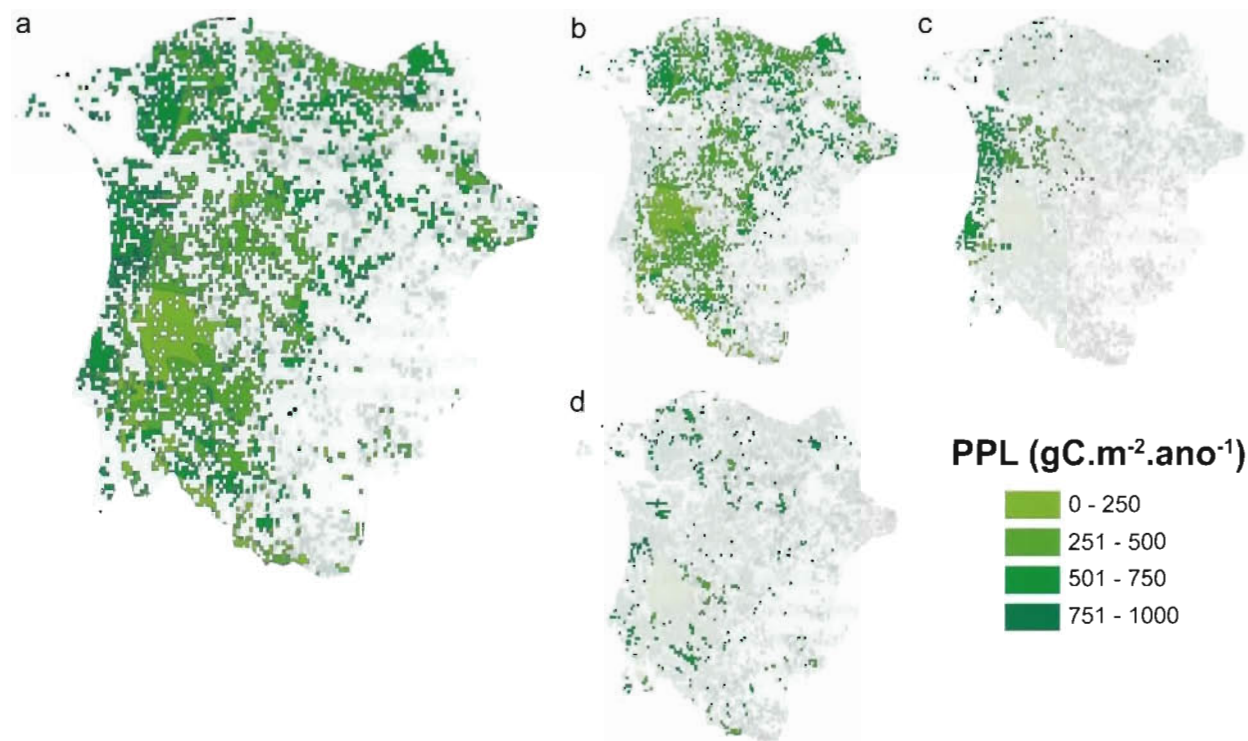 a
b
c
d
PPL (gC.m⁻².ano⁻¹)
0 - 250
251 - 500
501 - 750
751 - 1000